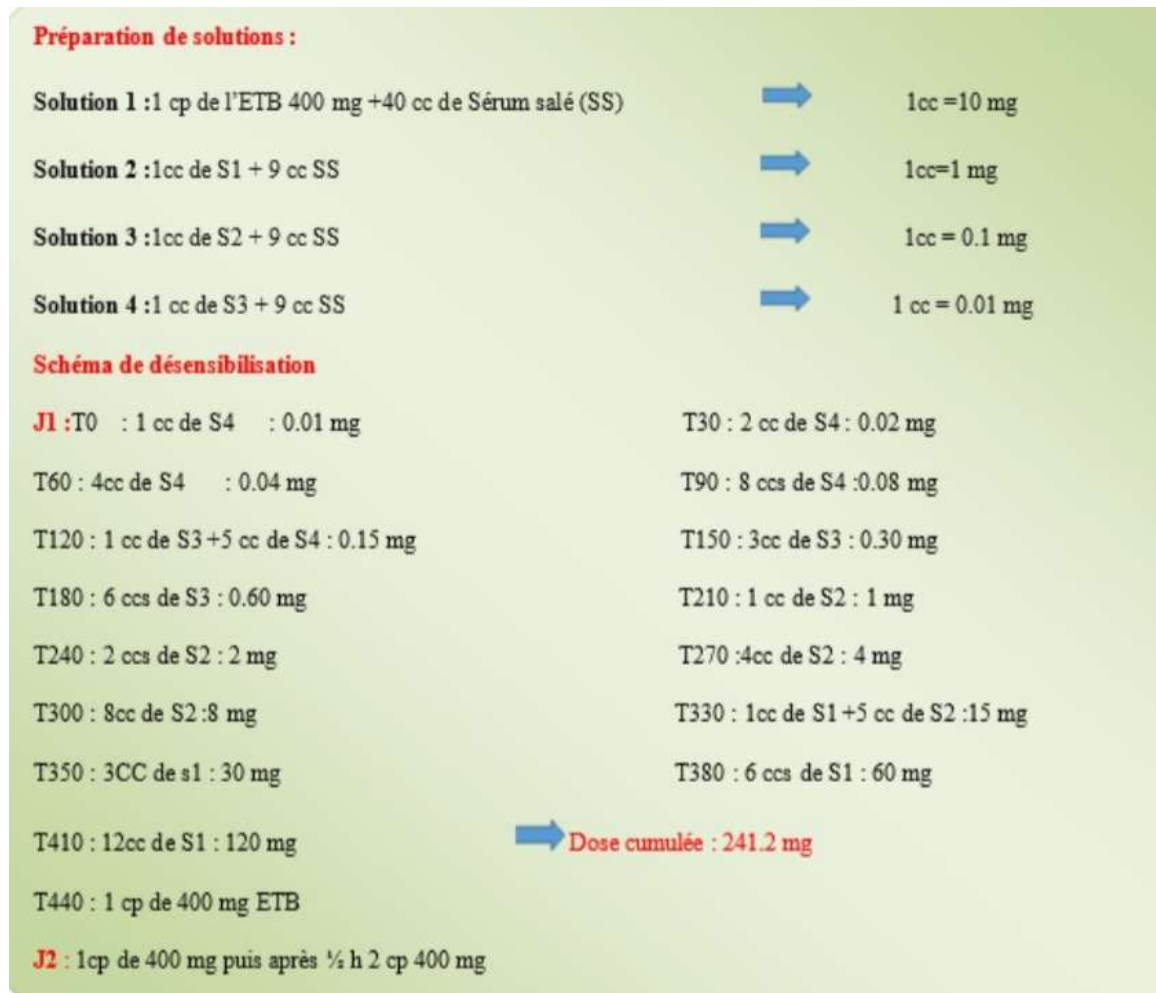 Préparation de solutions :
Solution 1 :1 cp de l'ETB 400 mg +40 cc de Sérum salé (SS) 1cc =10 mg
Solution 2 :1cc de S1 + 9 cc SS 1cc=1 mg
Solution 3 :1cc de S2 + 9 cc SS 1cc = 0.1 mg
Solution 4 :1 cc de S3 + 9 cc SS 1 cc = 0.01 mg
Schéma de désensibilisation
J1 :T0 : 1 cc de S4 : 0.01 mg T30 : 2 cc de S4 : 0.02 mg
T60 : 4cc de S4 : 0.04 mg T90 : 8 ccs de S4 :0.08 mg
T120 : 1 cc de S3 +5 cc de S4 : 0.15 mg T150 : 3cc de S3 : 0.30 mg
T180 : 6 ccs de S3 : 0.60 mg T210 : 1 cc de S2 : 1 mg
T240 : 2 ccs de S2 : 2 mg T270 :4cc de S2 : 4 mg
T300 : 8cc de S2 :8 mg T330 : 1cc de S1 +5 cc de S2 :15 mg
T350 : 3CC de s1 : 30 mg T380 : 6 ccs de S1 : 60 mg
T410 : 12cc de S1 : 120 mg Dose cumulée : 241.2 mg
T440 : 1 cp de 400 mg ETB
J2 : 1cp de 400 mg puis après ½ h 2 cp 400 mg